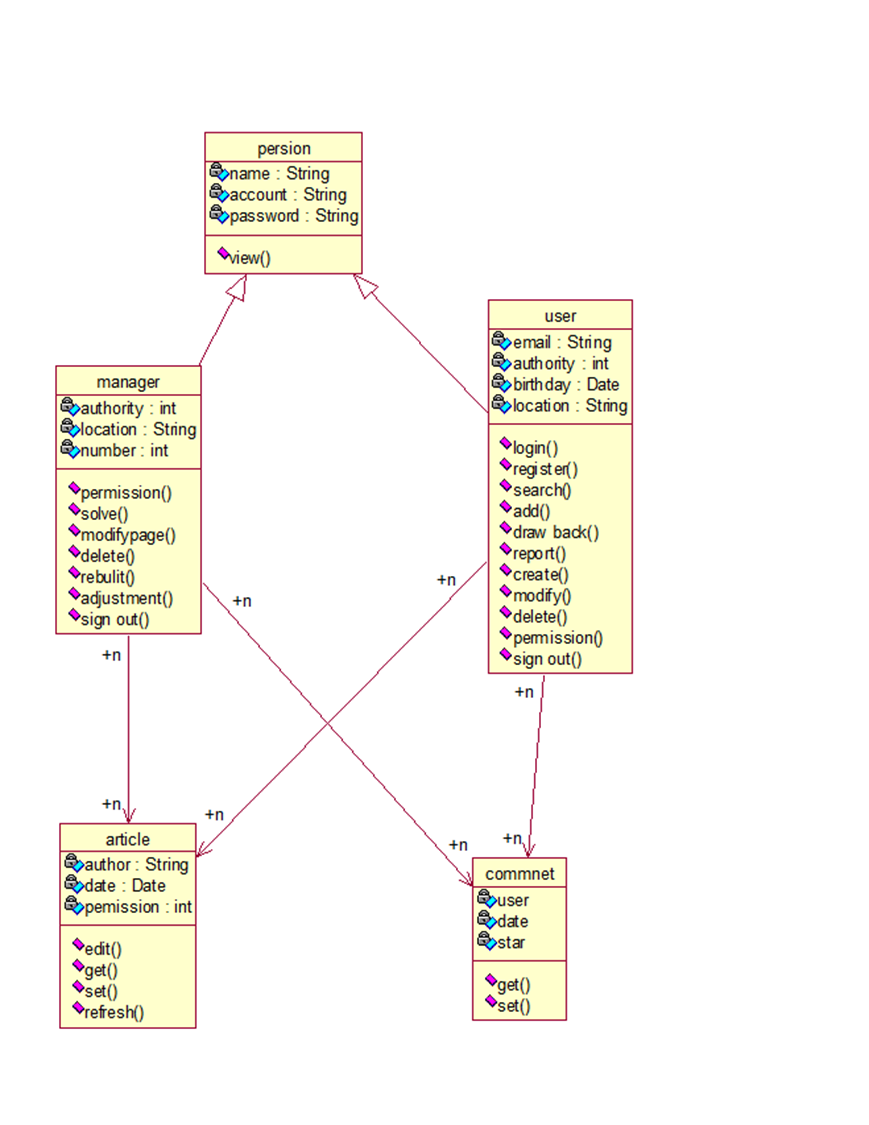 persion
name : String
account : String
password : String
view()
user
email : String
authority : int
birthday : Date
location : String
login()
register()
search()
add()
draw back()
report()
create()
modify()
delete()
permission()
sign out()
manager
authority : int
location : String
number : int
permission()
solve()
modifypage()
delete()
rebulit()
adjustment()
sign out()
+n
+n
+n
+n
+n
+n
+n
+n
article
author : String
date : Date
pemission : int
edit()
get()
set()
refresh()
commnet
user
date
star
get()
set()